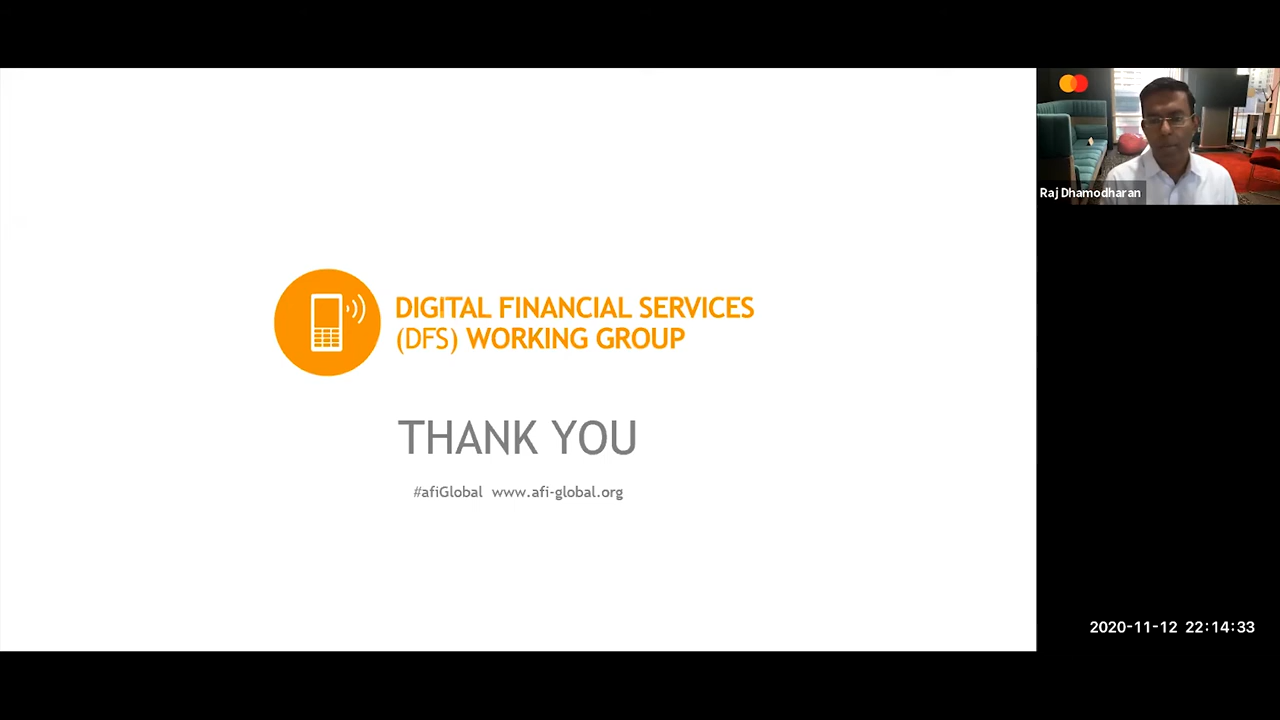 DIGITAL FINANCIAL SERVICES
(DFS) WORKING GROUP
THANK YOU
#afiGlobal www.afi-global.org
Raj Dhamodharan
2020-11-12 22:14:33